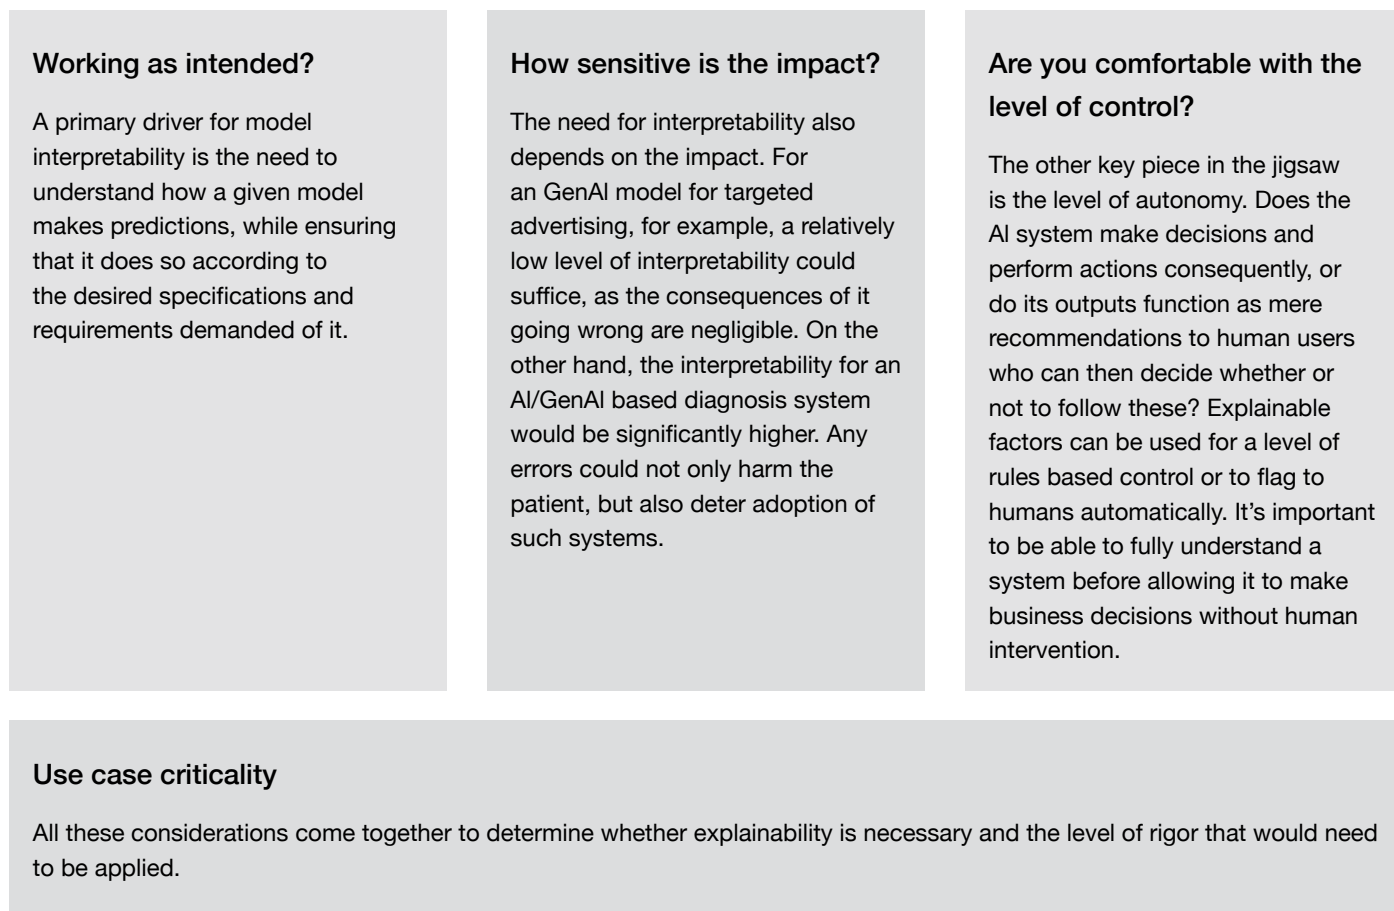 Working as intended?
A primary driver for model
interpretability is the need to
understand how a given model
makes predictions, while ensuring
that it does so according to
the desired specifications and
requirements demanded of it.
How sensitive is the impact?
The need for interpretability also
depends on the impact. For
an GenAI model for targeted
advertising, for example, a relatively
low level of interpretability could
suffice, as the consequences of it
going wrong are negligible. On the
other hand, the interpretability for an
AI/GenAI based diagnosis system
would be significantly higher. Any
errors could not only harm the
patient, but also deter adoption of
such systems.
Are you comfortable with the
level of control?
The other key piece in the jigsaw
is the level of autonomy. Does the
AI system make decisions and
perform actions consequently, or
do its outputs function as mere
recommendations to human users
who can then decide whether or
not to follow these? Explainable
factors can be used for a level of
rules based control or to flag to
humans automatically. It’s important
to be able to fully understand a
system before allowing it to make
business decisions without human
intervention.
Use case criticality
All these considerations come together to determine whether explainability is necessary and the level of rigor that would need
to be applied.